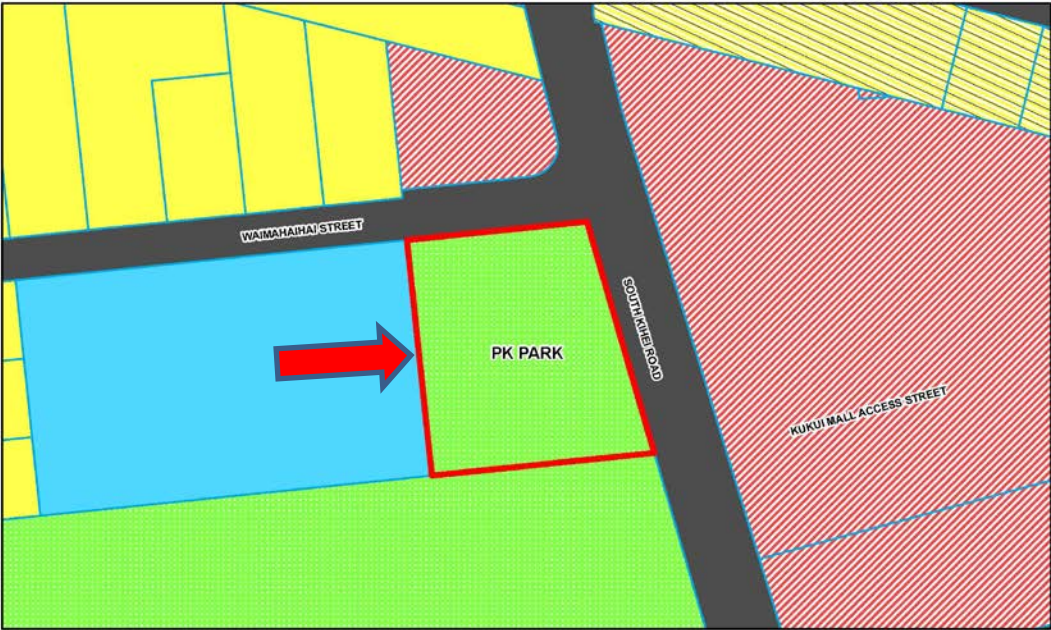 WAIMAHAIHAI STREET
SOUTH KIHEI ROAD
PK PARK
KUKUI MALL ACCESS STREET